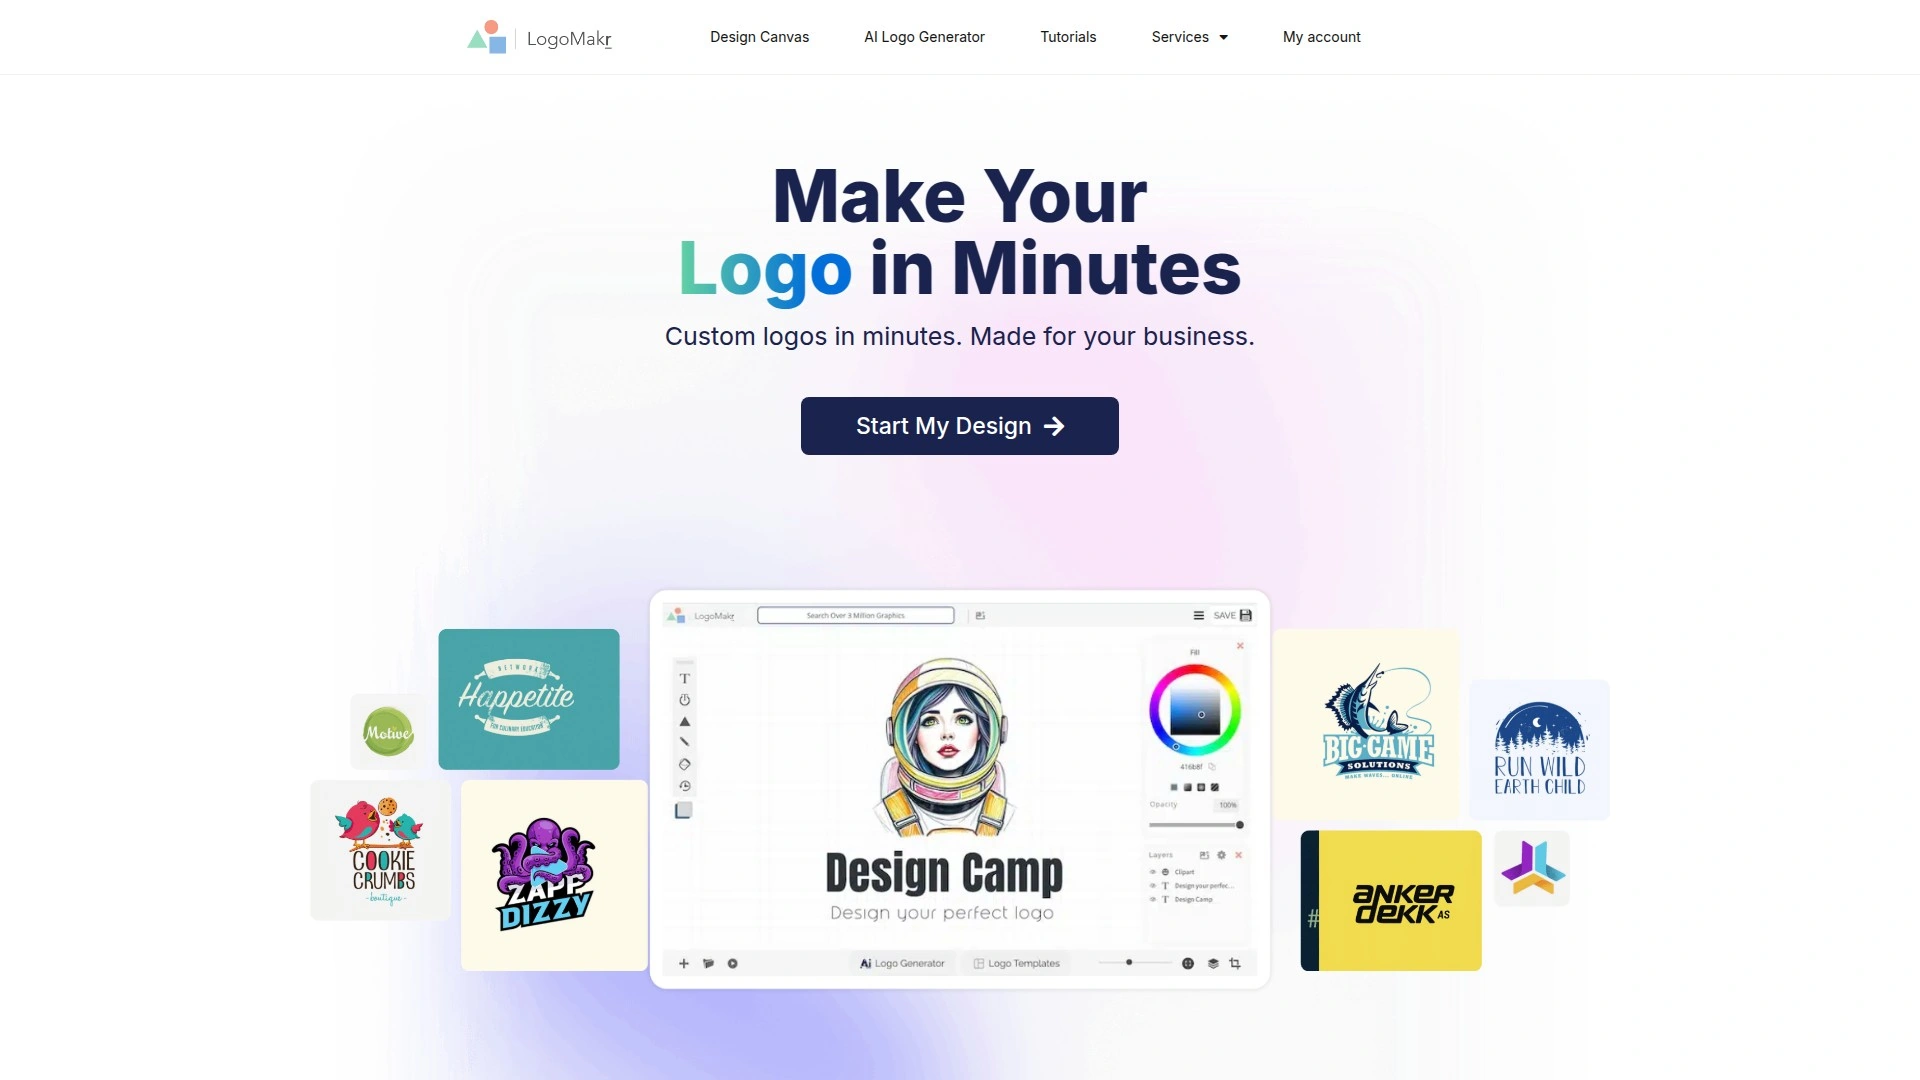 LogoMakr
Design Canvas
AI Logo Generator
Tutorials
Services
My account
Make Your
Logo in Minutes
Custom logos in minutes. Made for your business.
Start My Design
LogoMakr
Search Over 3 Million Graphics
SAVE
T
Fill
416b8f
Opacity
100%
Layers
Clipart
T Design your perfec...
T Design Camp
Design Camp
Design your perfect logo
Ai Logo Generator
Logo Templates
Motive
NETWORK
Happetite
FUN CULINARY EDUCATION
COOKIE
CRUMBS
-boutique-
ZAPP
DIZZY
BIG GAME
SOLUTIONS
MAKE WAVES... ONLINE
RUN WILD
EARTH CHILD
#
ANKER
DEKK AS